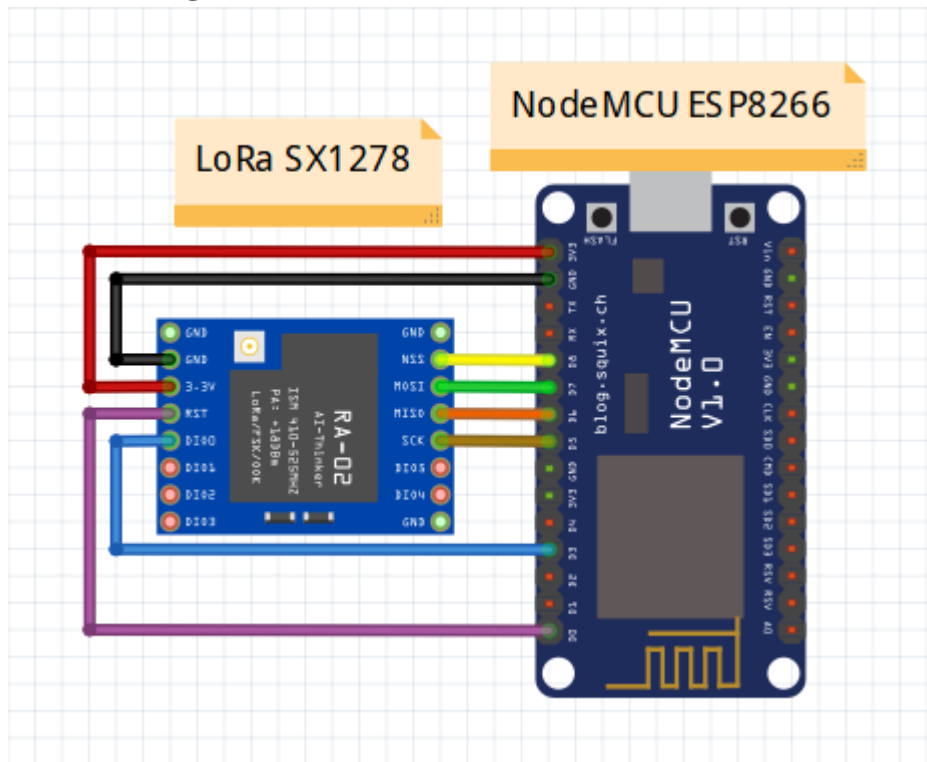 NodeMCU ESP8266
LoRa SX1278
FLASH
RST
3V3
GND
TX
RX
D8
D7
D6
D5
GND
3V3
D4
D3
D2
D1
D0
blog.squix.ch
NodeMCU
V1.0
Vin
GND
RST
EN
3V3
GND
CLK
SD0
CMD
SD1
SD2
SD3
RSV
RSV
A0
GND
GND
3-3V
RST
DIO0
DIO1
DIO2
DIO3
RA-02
AI-Thinker
ISM 410-525MHZ
PA: +18dBm
LoRa/FSK/OOK
GND
NSS
MOSI
MISO
SCK
DIO5
DIO4
GND